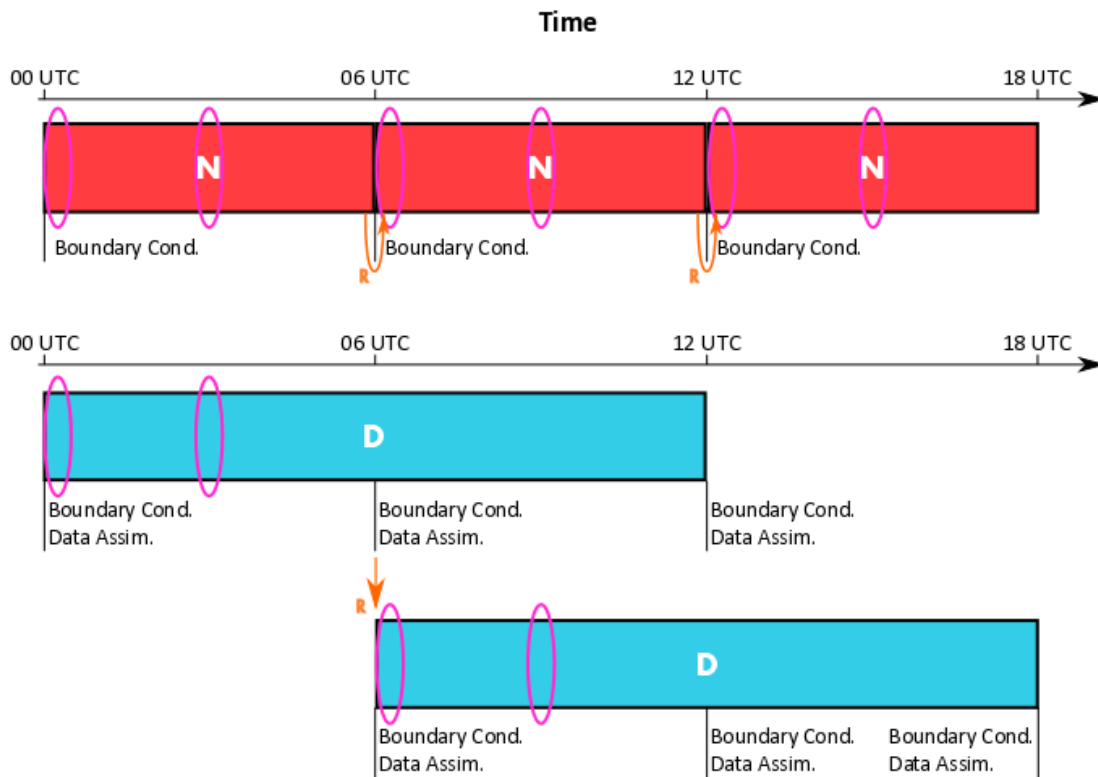 Time
00 UTC 06 UTC 12 UTC 18 UTC
N N N
Boundary Cond. Boundary Cond. Boundary Cond.
R R
00 UTC 06 UTC 12 UTC 18 UTC
D
Boundary Cond. Boundary Cond. Boundary Cond.
Data Assim. Data Assim. Data Assim.
R
D
Boundary Cond. Boundary Cond. Boundary Cond.
Data Assim. Data Assim. Data Assim.